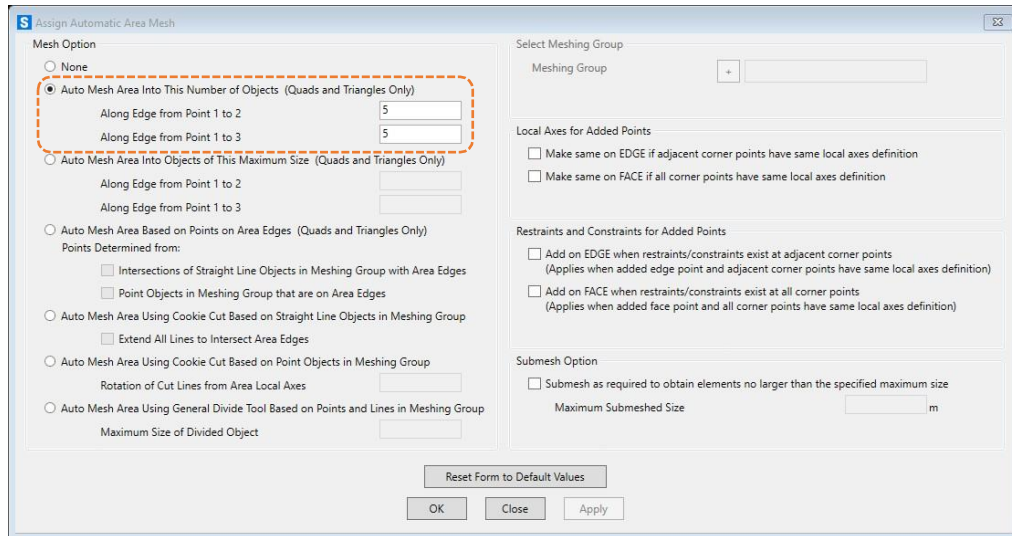 S Assign Automatic Area Mesh
Mesh Option
None
Auto Mesh Area Into This Number of Objects (Quads and Triangles Only)
Along Edge from Point 1 to 2
5
Along Edge from Point 1 to 3
5
Auto Mesh Area Into Objects of This Maximum Size (Quads and Triangles Only)
Along Edge from Point 1 to 2
Along Edge from Point 1 to 3
Auto Mesh Area Based on Points on Area Edges (Quads and Triangles Only)
Points Determined from:
Intersections of Straight Line Objects in Meshing Group with Area Edges
Point Objects in Meshing Group that are on Area Edges
Auto Mesh Area Using Cookie Cut Based on Straight Line Objects in Meshing Group
Extend All Lines to Intersect Area Edges
Auto Mesh Area Using Cookie Cut Based on Point Objects in Meshing Group
Rotation of Cut Lines from Area Local Axes
Auto Mesh Area Using General Divide Tool Based on Points and Lines in Meshing Group
Maximum Size of Divided Object
Select Meshing Group
Meshing Group
+
Local Axes for Added Points
Make same on EDGE if adjacent corner points have same local axes definition
Make same on FACE if all corner points have same local axes definition
Restraints and Constraints for Added Points
Add on EDGE when restraints/constraints exist at adjacent corner points
(Applies when added edge point and adjacent corner points have same local axes definition)
Add on FACE when restraints/constraints exist at all corner points
(Applies when added face point and all corner points have same local axes definition)
Submesh Option
Submesh as required to obtain elements no larger than the specified maximum size
Maximum Submeshed Size
m
Reset Form to Default Values
OK
Close
Apply